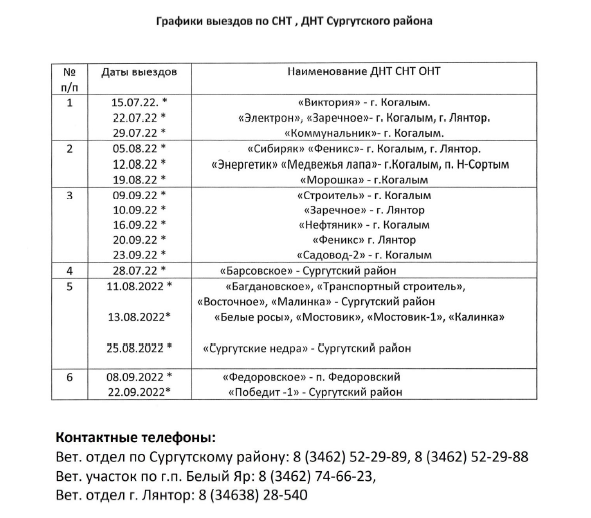 Графики выездов по СНТ , ДНТ Сургутского района
№ п/п Даты выездов Наименование ДНТ СНТ ОНТ
1 15.07.22. * «Виктория» - г. Когалым.
22.07.22 * «Электрон», «Заречное»- г. Когалым, г. Лянтор.
29.07.22 * «Коммунальник»- г. Когалым.
2 05.08.22 * «Сибиряк» «Феникс»- г. Когалым, г. Лянтор.
12.08.22 * «Энергетик» «Медвежья лапа»- г.Когалым, п. Н-Сортым
19.08.22 * «Морошка» - г.Когалым
3 09.09.22 * «Строитель» - г. Когалым
10.09.22 * «Заречное» - г. Лянтор
16.09.22 * «Нефтяник» - г. Когалым
20.09.22 * «Феникс» г. Лянтор
23.09.22 * «Садовод-2» - г. Когалым
4 28.07.22 * «Барсовское» - Сургутский район
5 11.08.2022 * «Багдановское», «Транспортный строитель»,
«Восточное», «Малинка» - Сургутский район
13.08.2022* «Белые росы», «Мостовик», «Мостовик-1», «Калинка»
25.08.2022 * «Сургутские недра» - Сургутский район
6 08.09.2022 * «Федоровское» - п. Федоровский
22.09.2022* «Победит -1» - Сургутский район
Контактные телефоны:
Вет. отдел по Сургутскому району: 8 (3462) 52-29-89, 8 (3462) 52-29-88
Вет. участок по г.п. Белый Яр: 8 (3462) 74-66-23,
Вет. отдел г. Лянтор: 8 (34638) 28-540